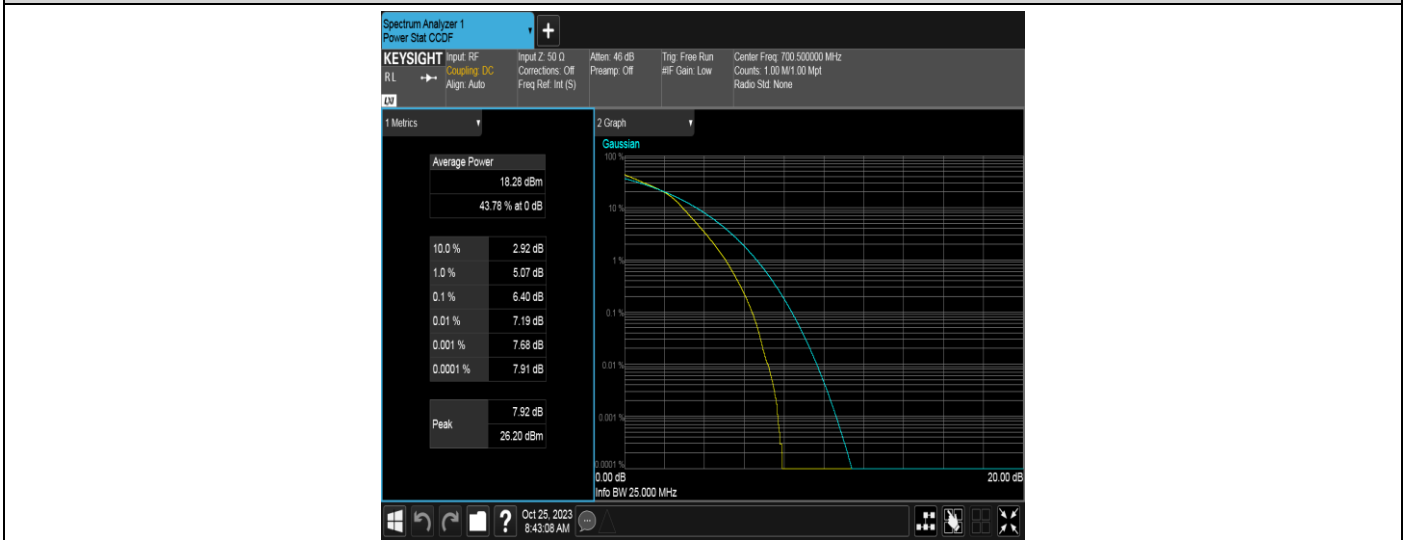 Spectrum Analyzer 1
Power Stat CCDF
+
KEYSIGHT
RL
LXI
Input: RF
Coupling: DC
Align: Auto
Input Z: 50 Ω
Corrections: Off
Freq Ref: Int (S)
Atten: 46 dB
Preamp: Off
Trig: Free Run
#IF Gain: Low
Center Freq: 700.500000 MHz
Counts: 1.00 M/1.00 Mpt
Radio Std: None
1 Metrics
Average Power
18.28 dBm
43.78 % at 0 dB
10.0 % 2.92 dB
1.0 % 5.07 dB
0.1 % 6.40 dB
0.01 % 7.19 dB
0.001 % 7.68 dB
0.0001 % 7.91 dB
Peak
7.92 dB
26.20 dBm
2 Graph
Gaussian
100 %
10 %
1 %
0.1 %
0.01 %
0.001 %
0.0001 %
0.00 dB 20.00 dB
Info BW 25.000 MHz
?
Oct 25, 2023
8:43:08 AM